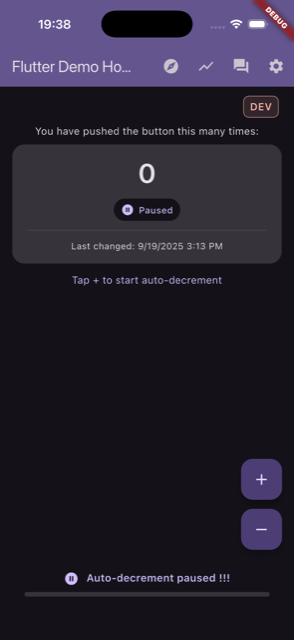 19:38
DEBUG
Flutter Demo Ho...
DEV
You have pushed the button this many times:
0
Paused
Last changed: 9/19/2025 3:13 PM
Tap + to start auto-decrement
+
−
Auto-decrement paused !!!